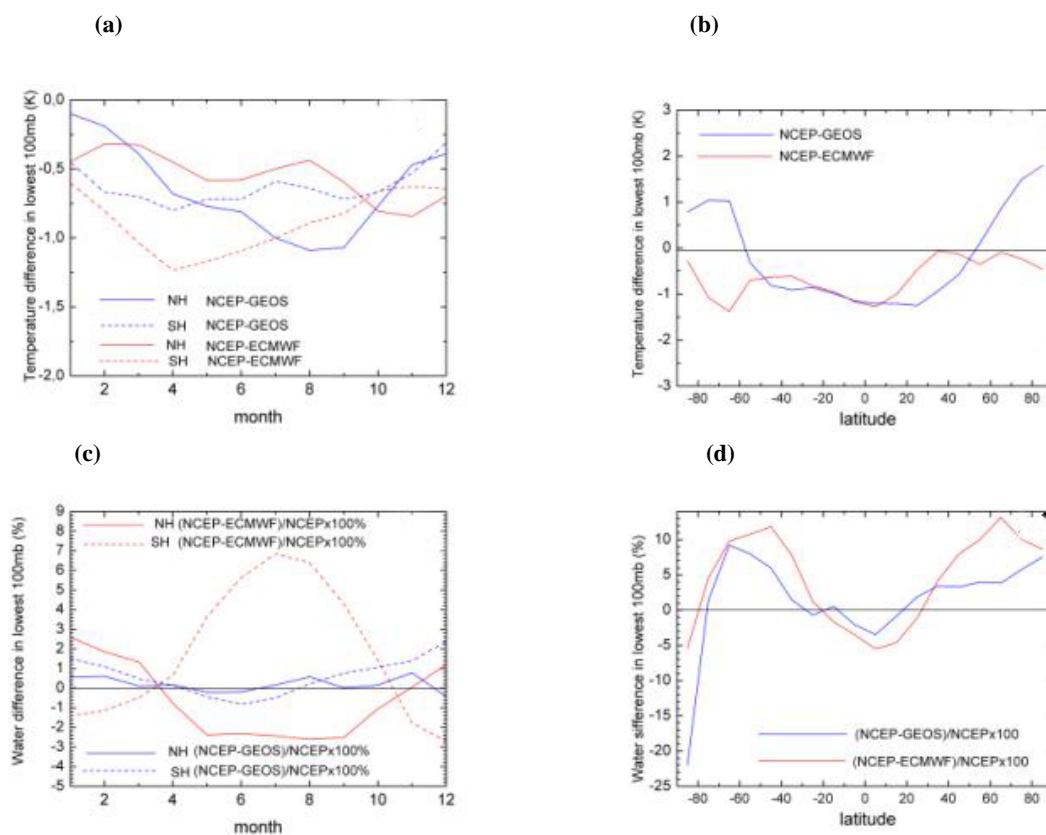 (a)
(b)
Temperature difference in lowest 100mb (K)
0.0
-0.5
-1.0
-1.5
-2.0
NH NCEP-GEOS
SH NCEP-GEOS
NH NCEP-ECMWF
SH NCEP-ECMWF
2 4 6 8 10 12
month
Temperature difference in lowest 100mb (K)
3
2
1
0
-1
-2
-3
NCEP-GEOS
NCEP-ECMWF
-80 -60 -40 -20 0 20 40 60 80
latitude
(c)
(d)
Water difference in lowest 100mb (%)
9
8
7
6
5
4
3
2
1
0
-1
-2
-3
-4
-5
NH (NCEP-ECMWF)/NCEPx100%
SH (NCEP-ECMWF)/NCEPx100%
NH (NCEP-GEOS)/NCEPx100%
SH (NCEP-GEOS)/NCEPx100%
2 4 6 8 10 12
month
Water sifference in lowest 100mb (%)
10
5
0
-5
-10
-15
-20
-25
(NCEP-GEOS)/NCEPx100
(NCEP-ECMWF)/NCEPx100
-80 -60 -40 -20 0 20 40 60 80
latitude